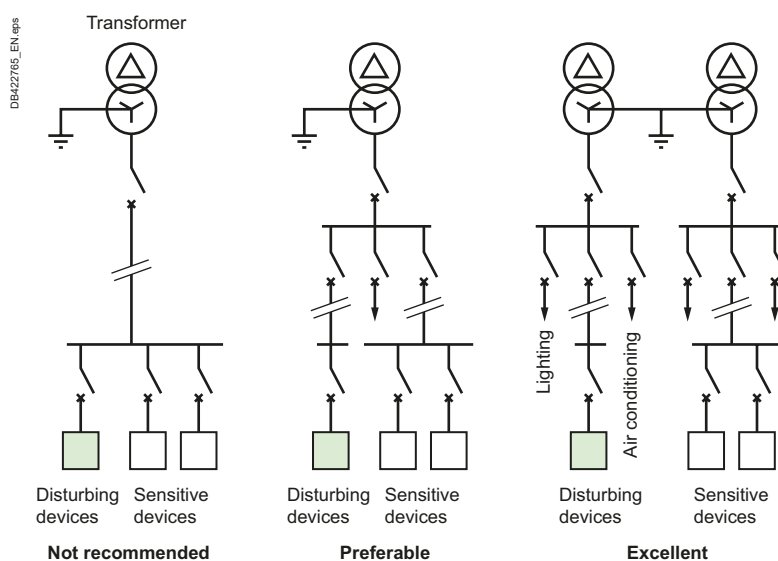 DB422765_EN.eps
Transformer
Lighting
Air conditioning
Disturbing
devices
Sensitive
devices
Disturbing
devices
Sensitive
devices
Disturbing
devices
Sensitive
devices
Not recommended
Preferable
Excellent